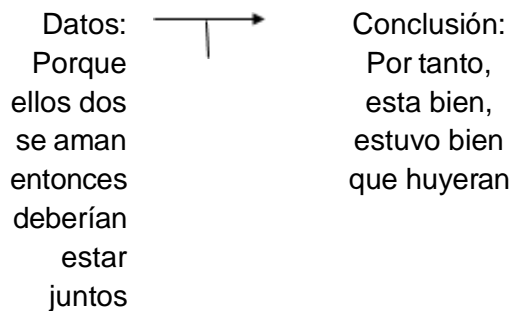 Datos:
Porque
ellos dos
se aman
entonces
deberían
estar
juntos
Conclusión:
Por tanto,
esta bien,
estuvo bien
que huyeran